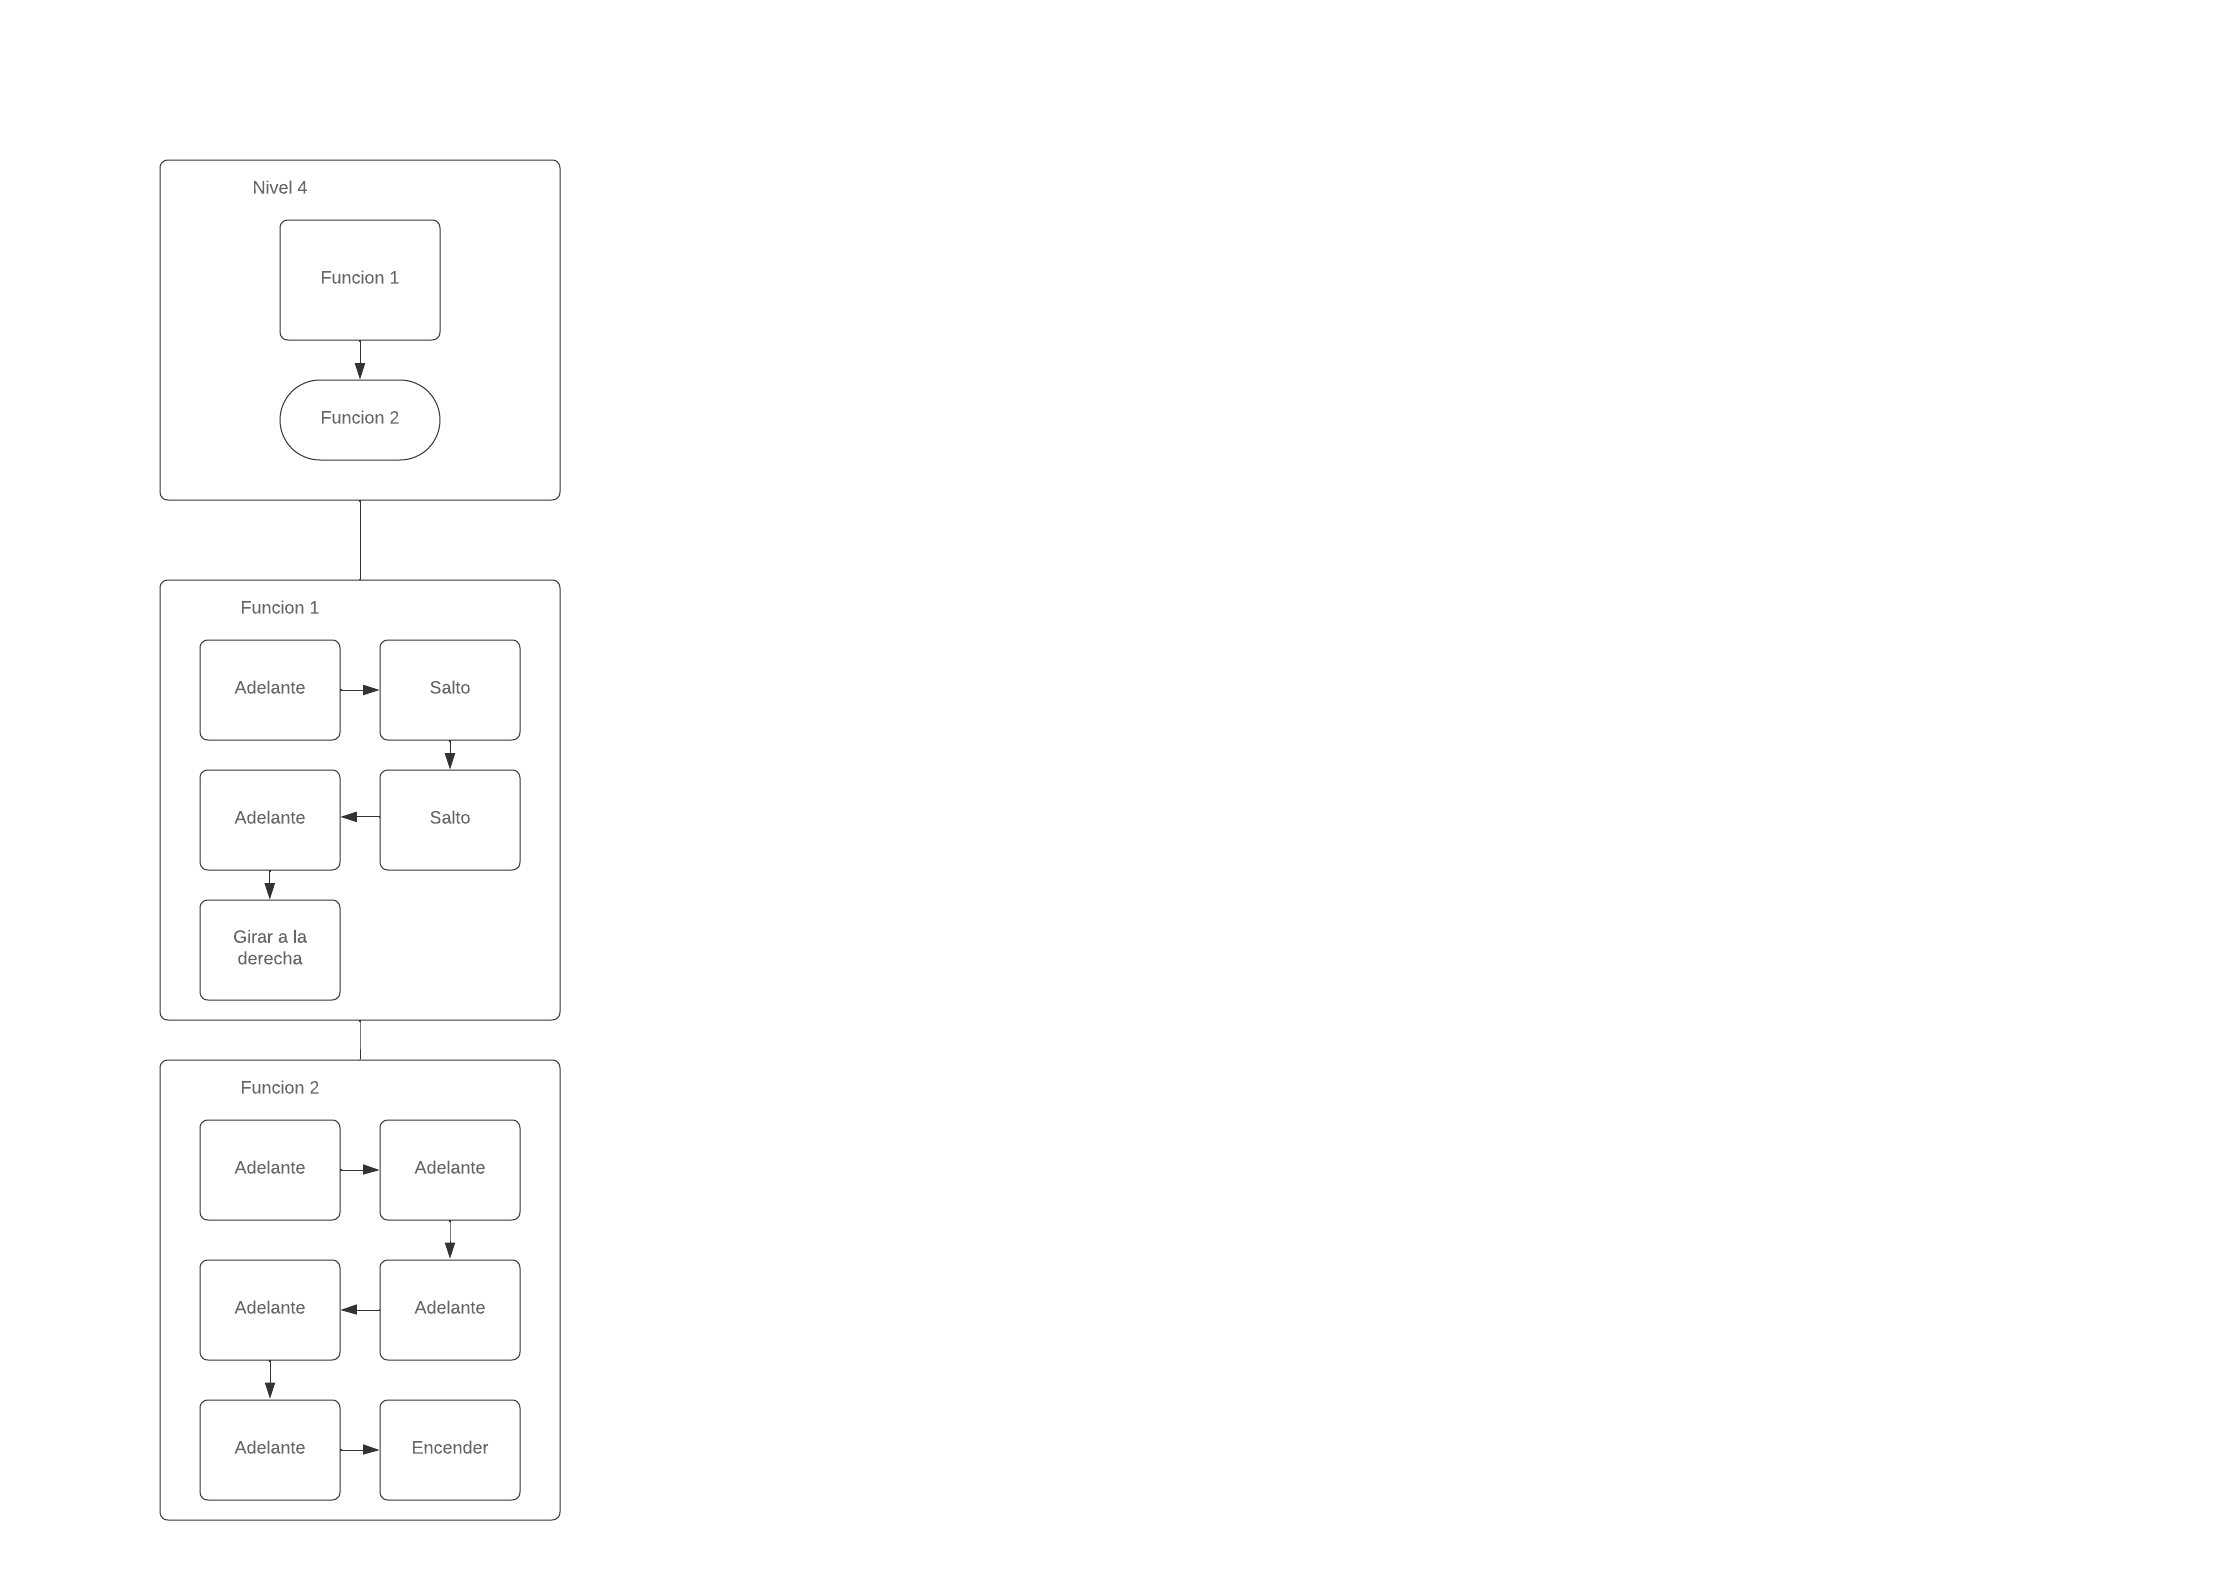 Nivel 4
Funcion 1
Funcion 2
Funcion 1
Adelante
Salto
Adelante
Salto
Girar a la
derecha
Funcion 2
Adelante
Adelante
Adelante
Adelante
Adelante
Encender